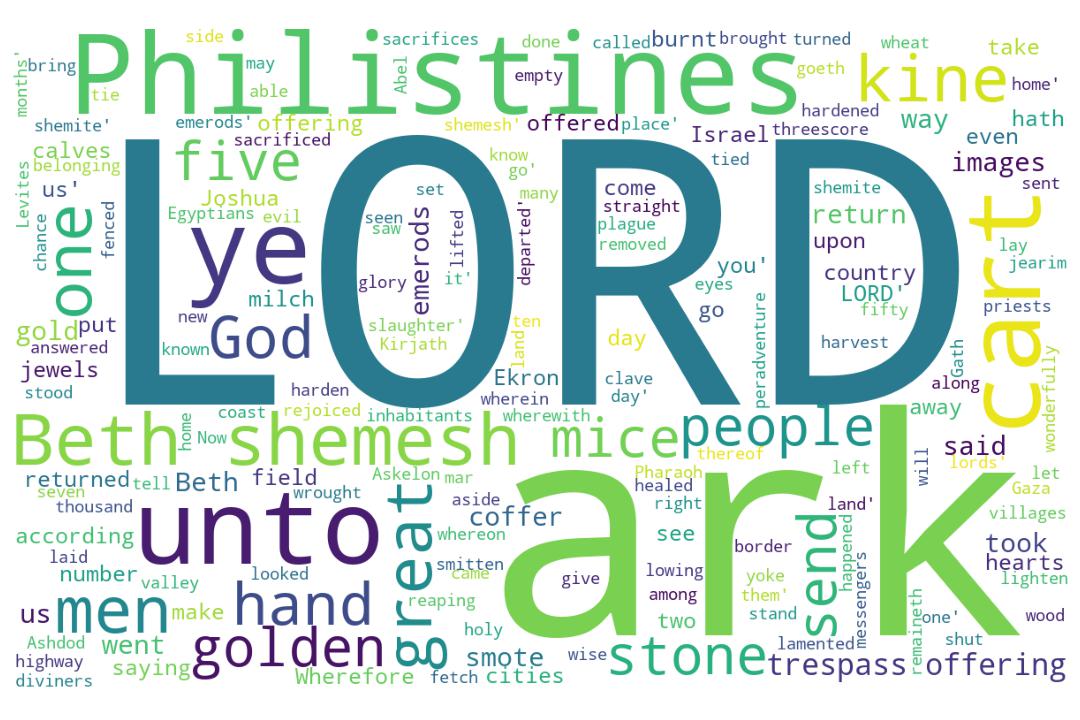 side
sacrifices
done
called
burnt
brought
turned
wheat
take
Philistines
bring
may
Abel
empty
goeth
kine
home'
months'
tie
able
hardened
shemite'
emerods'
offering
shemesh'
offered
place'
Israel
threescore
way
hath
sacrificed
calves
five
know
tied
even
belonging
go'
images
Levites
us'
Joshua
set
many
come
shemite
sent
one
Egyptians
evil
seen
straight
return
cart
chance
fenced
saw
emerods
lifted
departed'
plague
upon
lay
ye
LORD
removed
jearim
glory
it'
you'
country
milch
eyes
LORD'
new
God
slaughter'
ten
go
fifty
priests
gold
put
Kirjath
land
day
peradventure
answered
known
harvest
Gath
wonderfully
jewels
Ekron
clave
along
stood
harden
wherein
day'
coast
rejoiced
inhabitants
wherewith
people
away
Beth shemesh
home
Now
mice
said
thereof
returned
tell
Beth
field
Askelon
mar
Pharaoh
left
will
lords'
let
seven
wrought
healed
Gaza
thousand
unto
great
aside
coffer
right
ark
land'
villages
according
whereon
see
send
happened
took
laid
looked
smitten
border
hearts
number
valley
came
give
lowing
yoke
messengers
lighten
men
make
hand
reaping
among
them'
us
holy
two
stand
remaineth
one'
wood
Ashdod
went
golden
smote
wise
stone
lamented
shut
highway
saying
Wherefore
fetch
cities
trespass offering
diviners